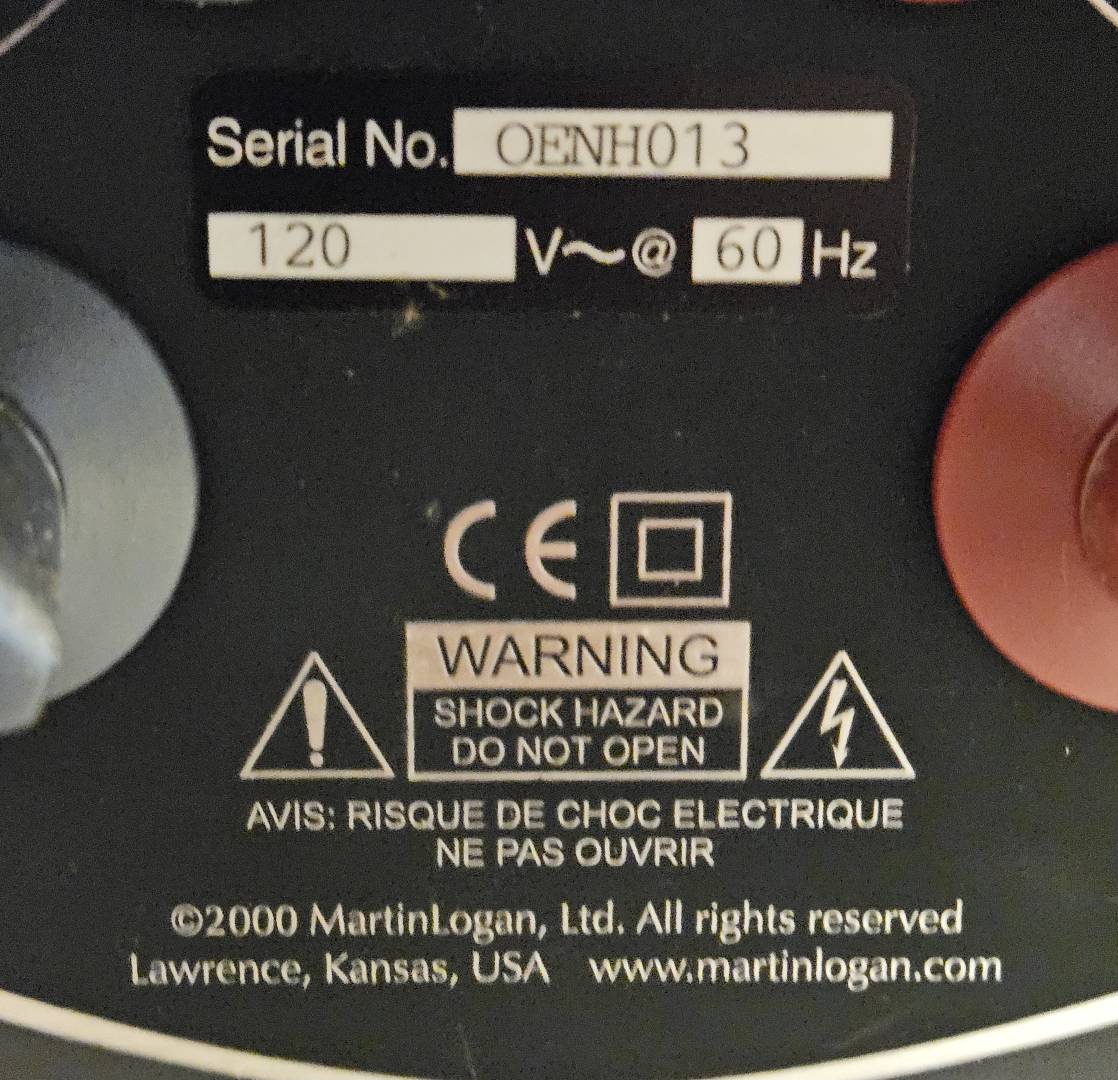 Serial No. OENH013
120 V~@ 60 Hz
CE
WARNING
SHOCK HAZARD
DO NOT OPEN
AVIS: RISQUE DE CHOC ELECTRIQUE
NE PAS OUVRIR
©2000 MartinLogan, Ltd. All rights reserved
Lawrence, Kansas, USA www.martinlogan.com